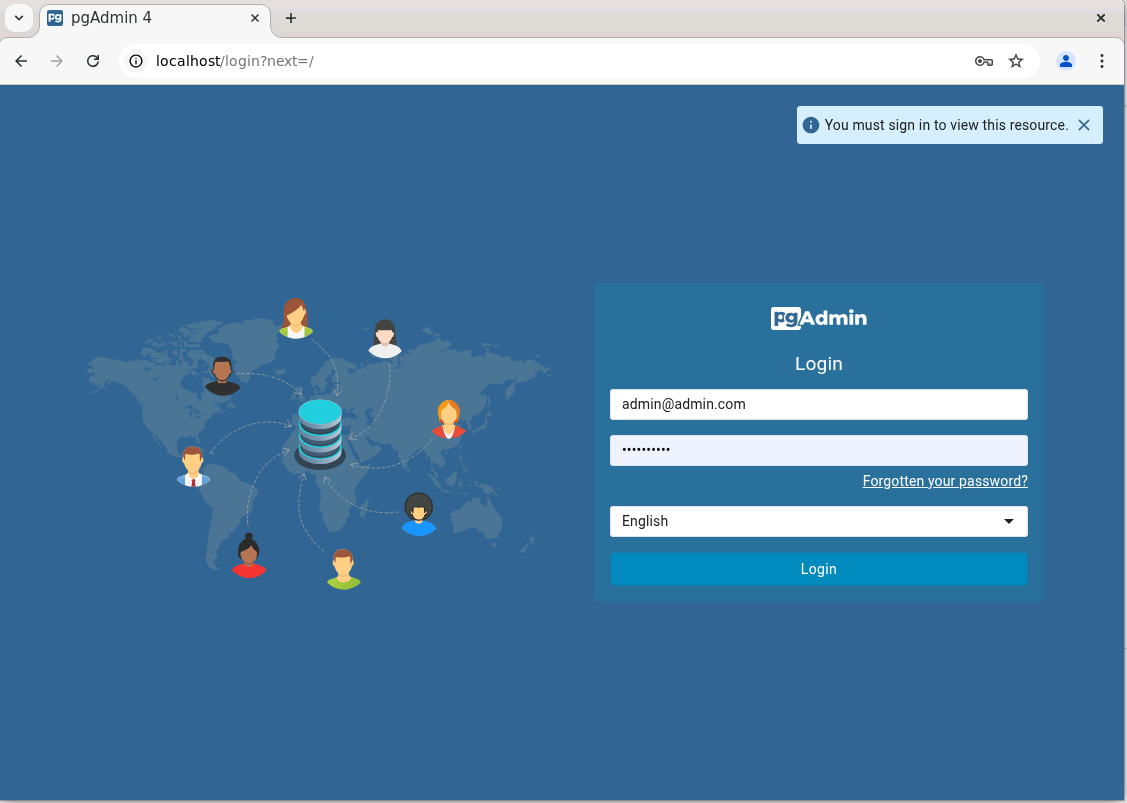 pg pgAdmin 4
localhost/login?next=/
You must sign in to view this resource.
pgAdmin
Login
admin@admin.com
••••••••••
Forgotten your password?
English
Login